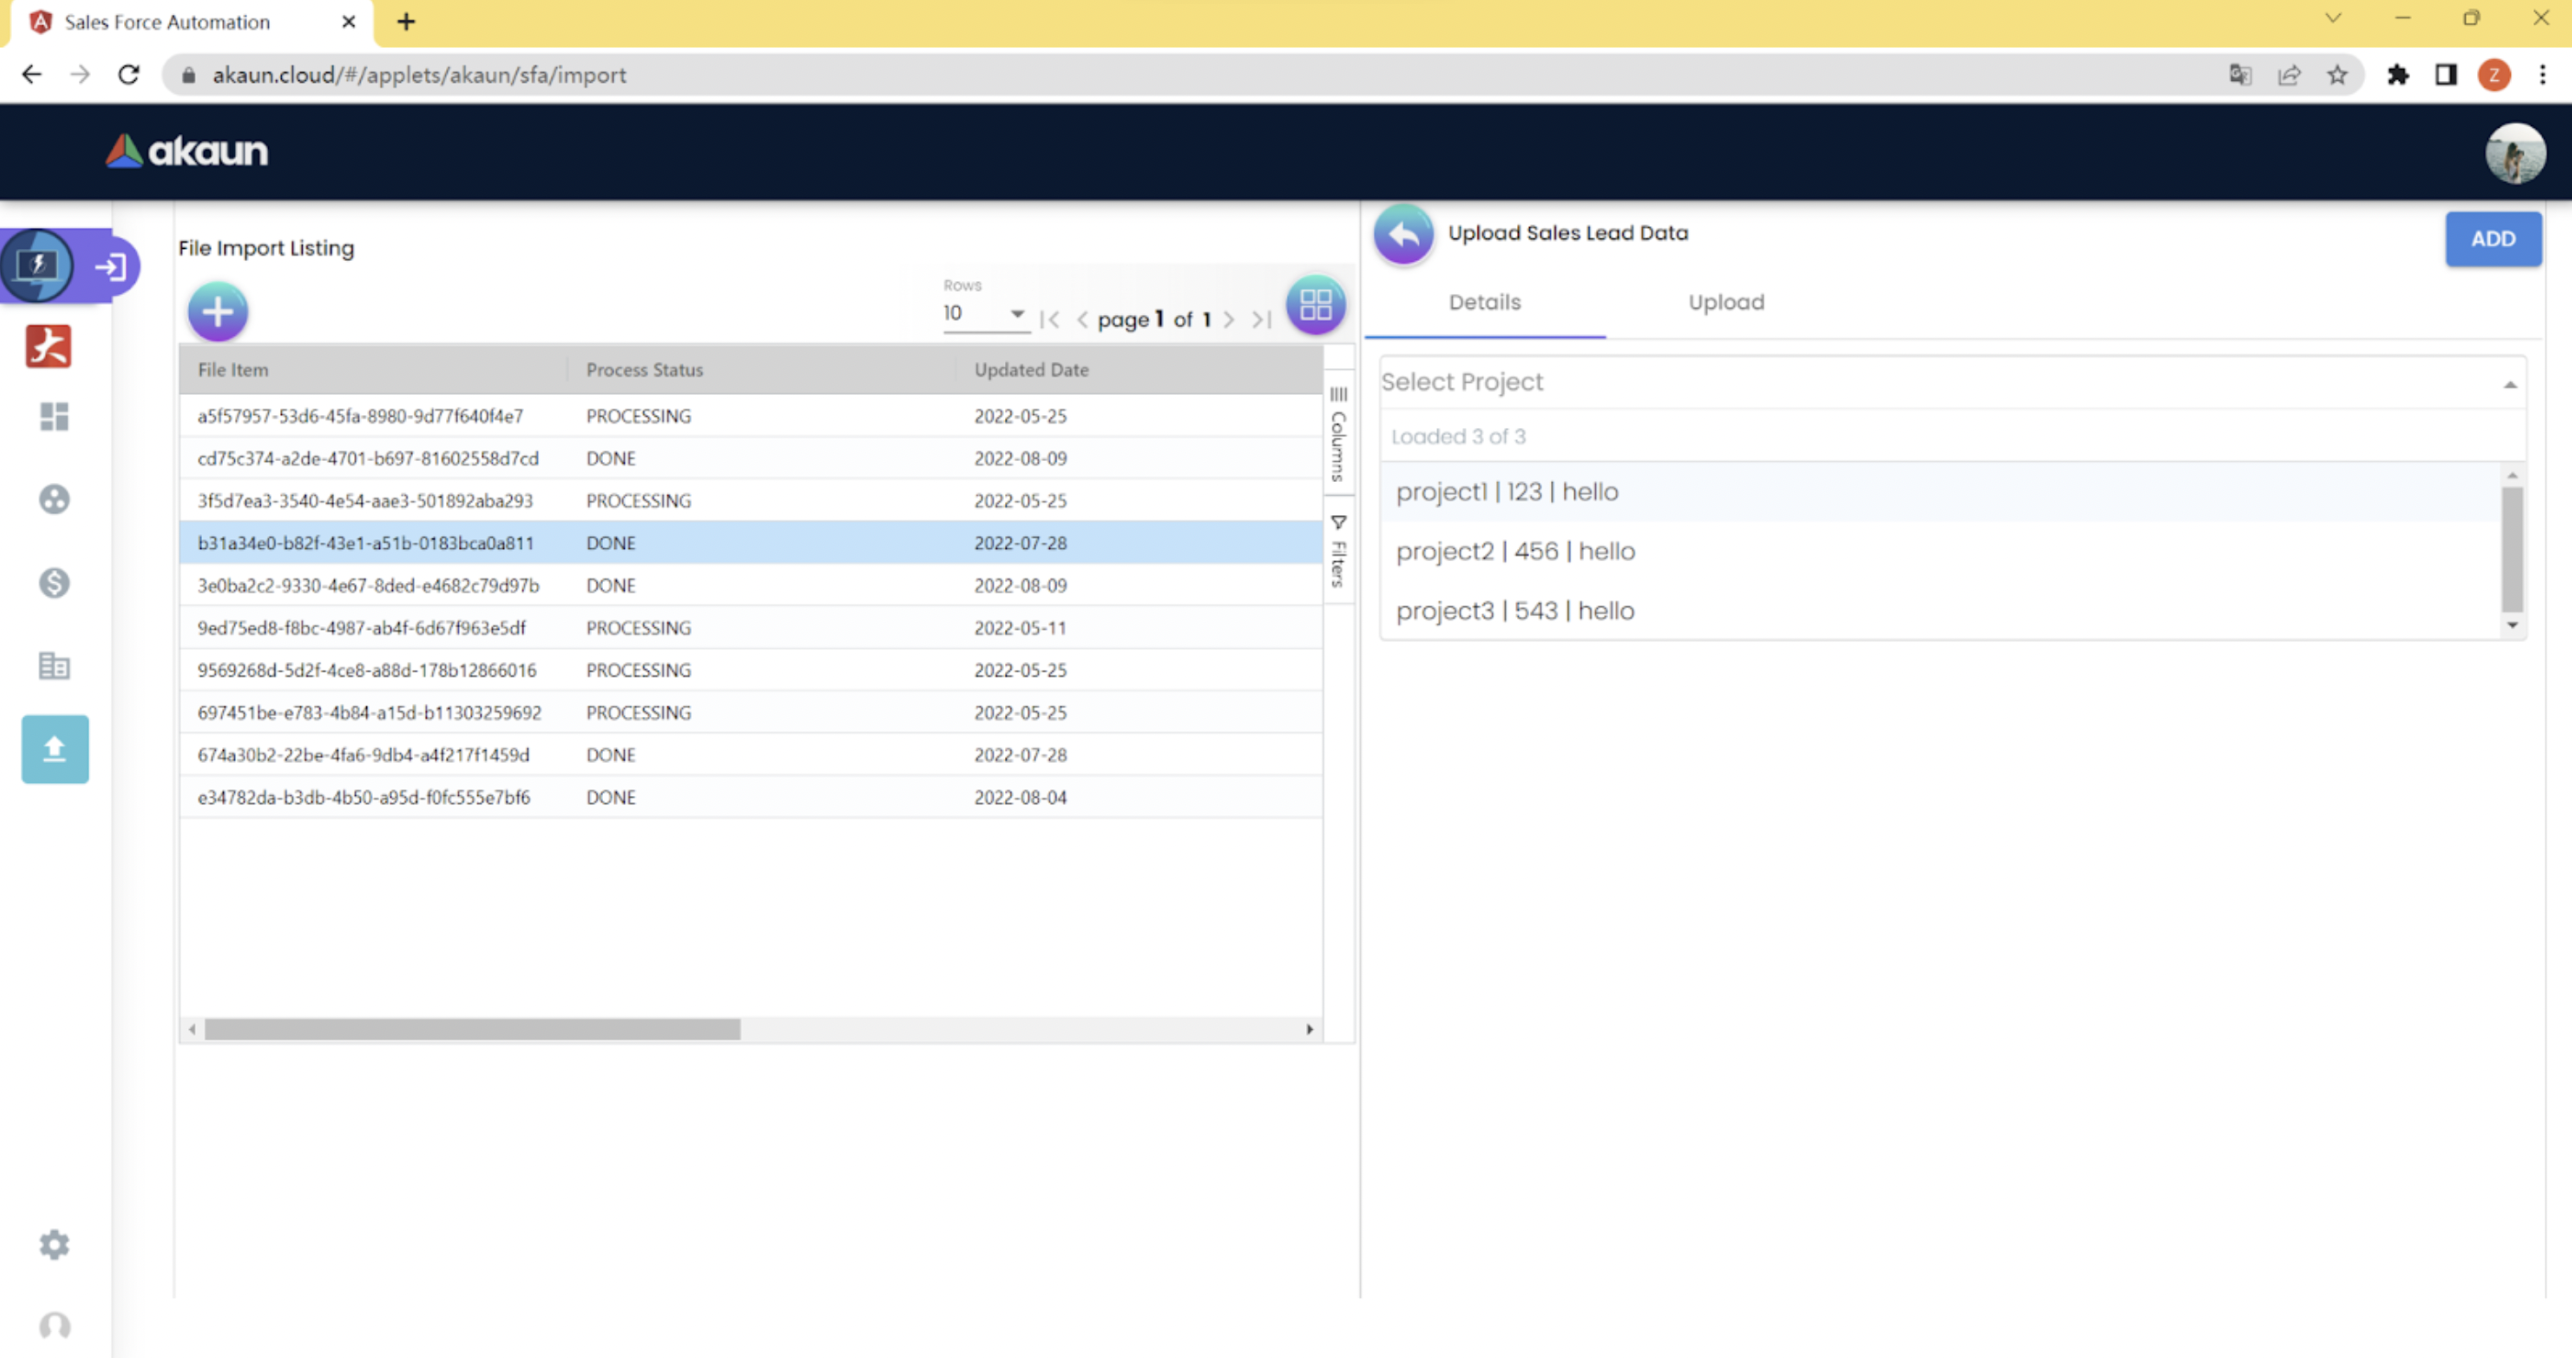 Sales Force Automation
akaun.cloud/#/applets/akaun/sfa/import
Z
akaun
File Import Listing
Rows
10
page 1 of 1
File Item Process Status Updated Date
a5f57957-53d6-45fa-8980-9d77f640f4e7 PROCESSING 2022-05-25
cd75c374-a2de-4701-b697-81602558d7cd DONE 2022-08-09
3f5d7ea3-3540-4e54-aae3-501892aba293 PROCESSING 2022-05-25
b31a34e0-b82f-43e1-a51b-0183bca0a811 DONE 2022-07-28
3e0ba2c2-9330-4e67-8ded-e4682c79d97b DONE 2022-08-09
9ed75ed8-f8bc-4987-ab4f-6d67f963e5df PROCESSING 2022-05-11
9569268d-5d2f-4ce8-a88d-178b12866016 PROCESSING 2022-05-25
697451be-e783-4b84-a15d-b11303259692 PROCESSING 2022-05-25
674a30b2-22be-4fa6-9db4-a4f217f1459d DONE 2022-07-28
e34782da-b3db-4b50-a95d-f0fc555e7bf6 DONE 2022-08-04
Columns
Filters
Upload Sales Lead Data
ADD
Details Upload
Select Project
Loaded 3 of 3
project1 | 123 | hello
project2 | 456 | hello
project3 | 543 | hello